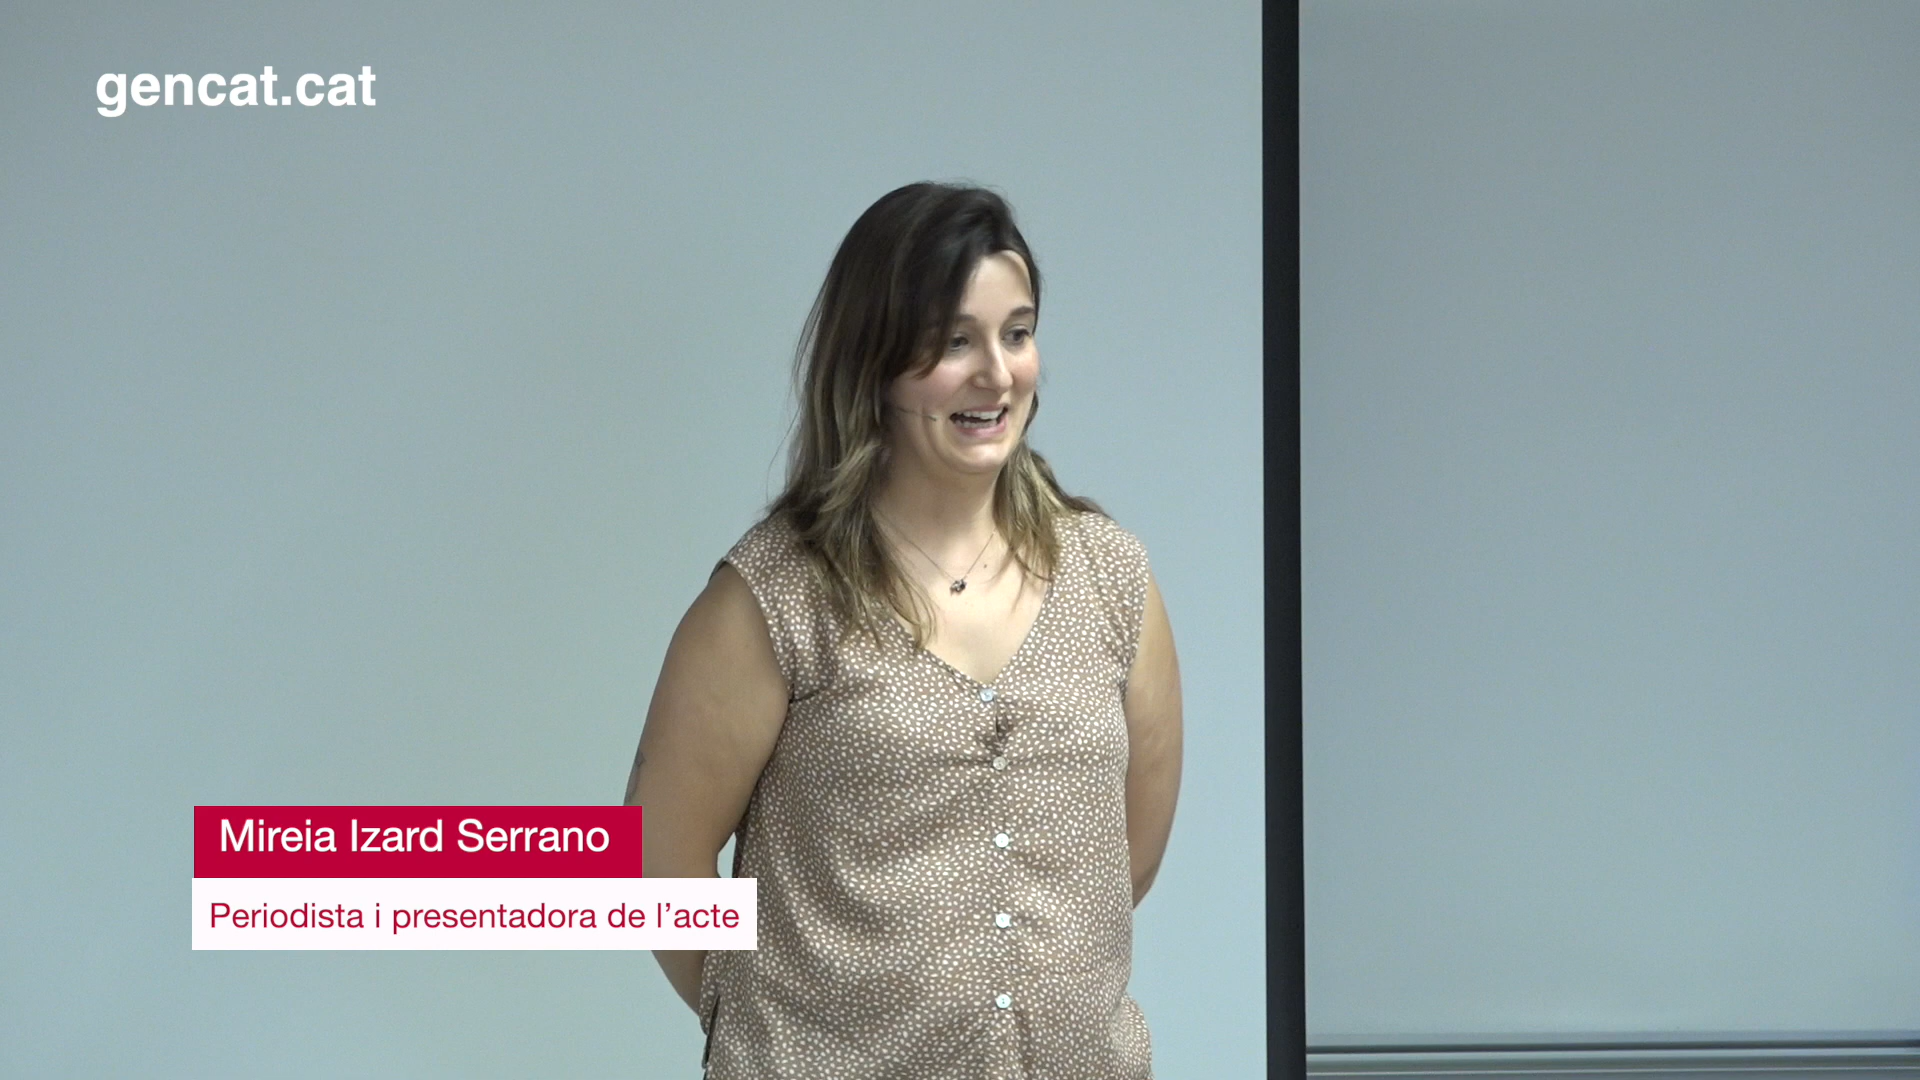 gencat.cat
Mireia Izard Serrano
Periodista i presentadora de l’acte